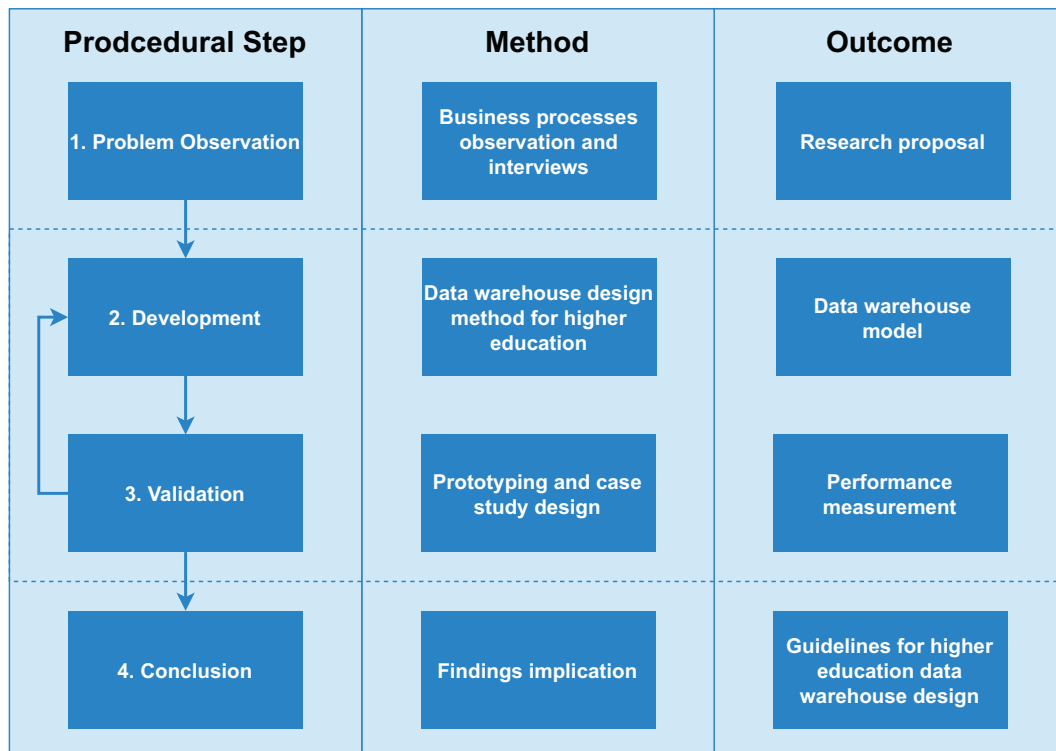 Prodcedural Step
Method
Outcome
1. Problem Observation
Business processes
observation and
interviews
Research proposal
2. Development
Data warehouse design
method for higher
education
Data warehouse
model
3. Validation
Prototyping and case
study design
Performance
measurement
4. Conclusion
Findings implication
Guidelines for higher
education data
warehouse design